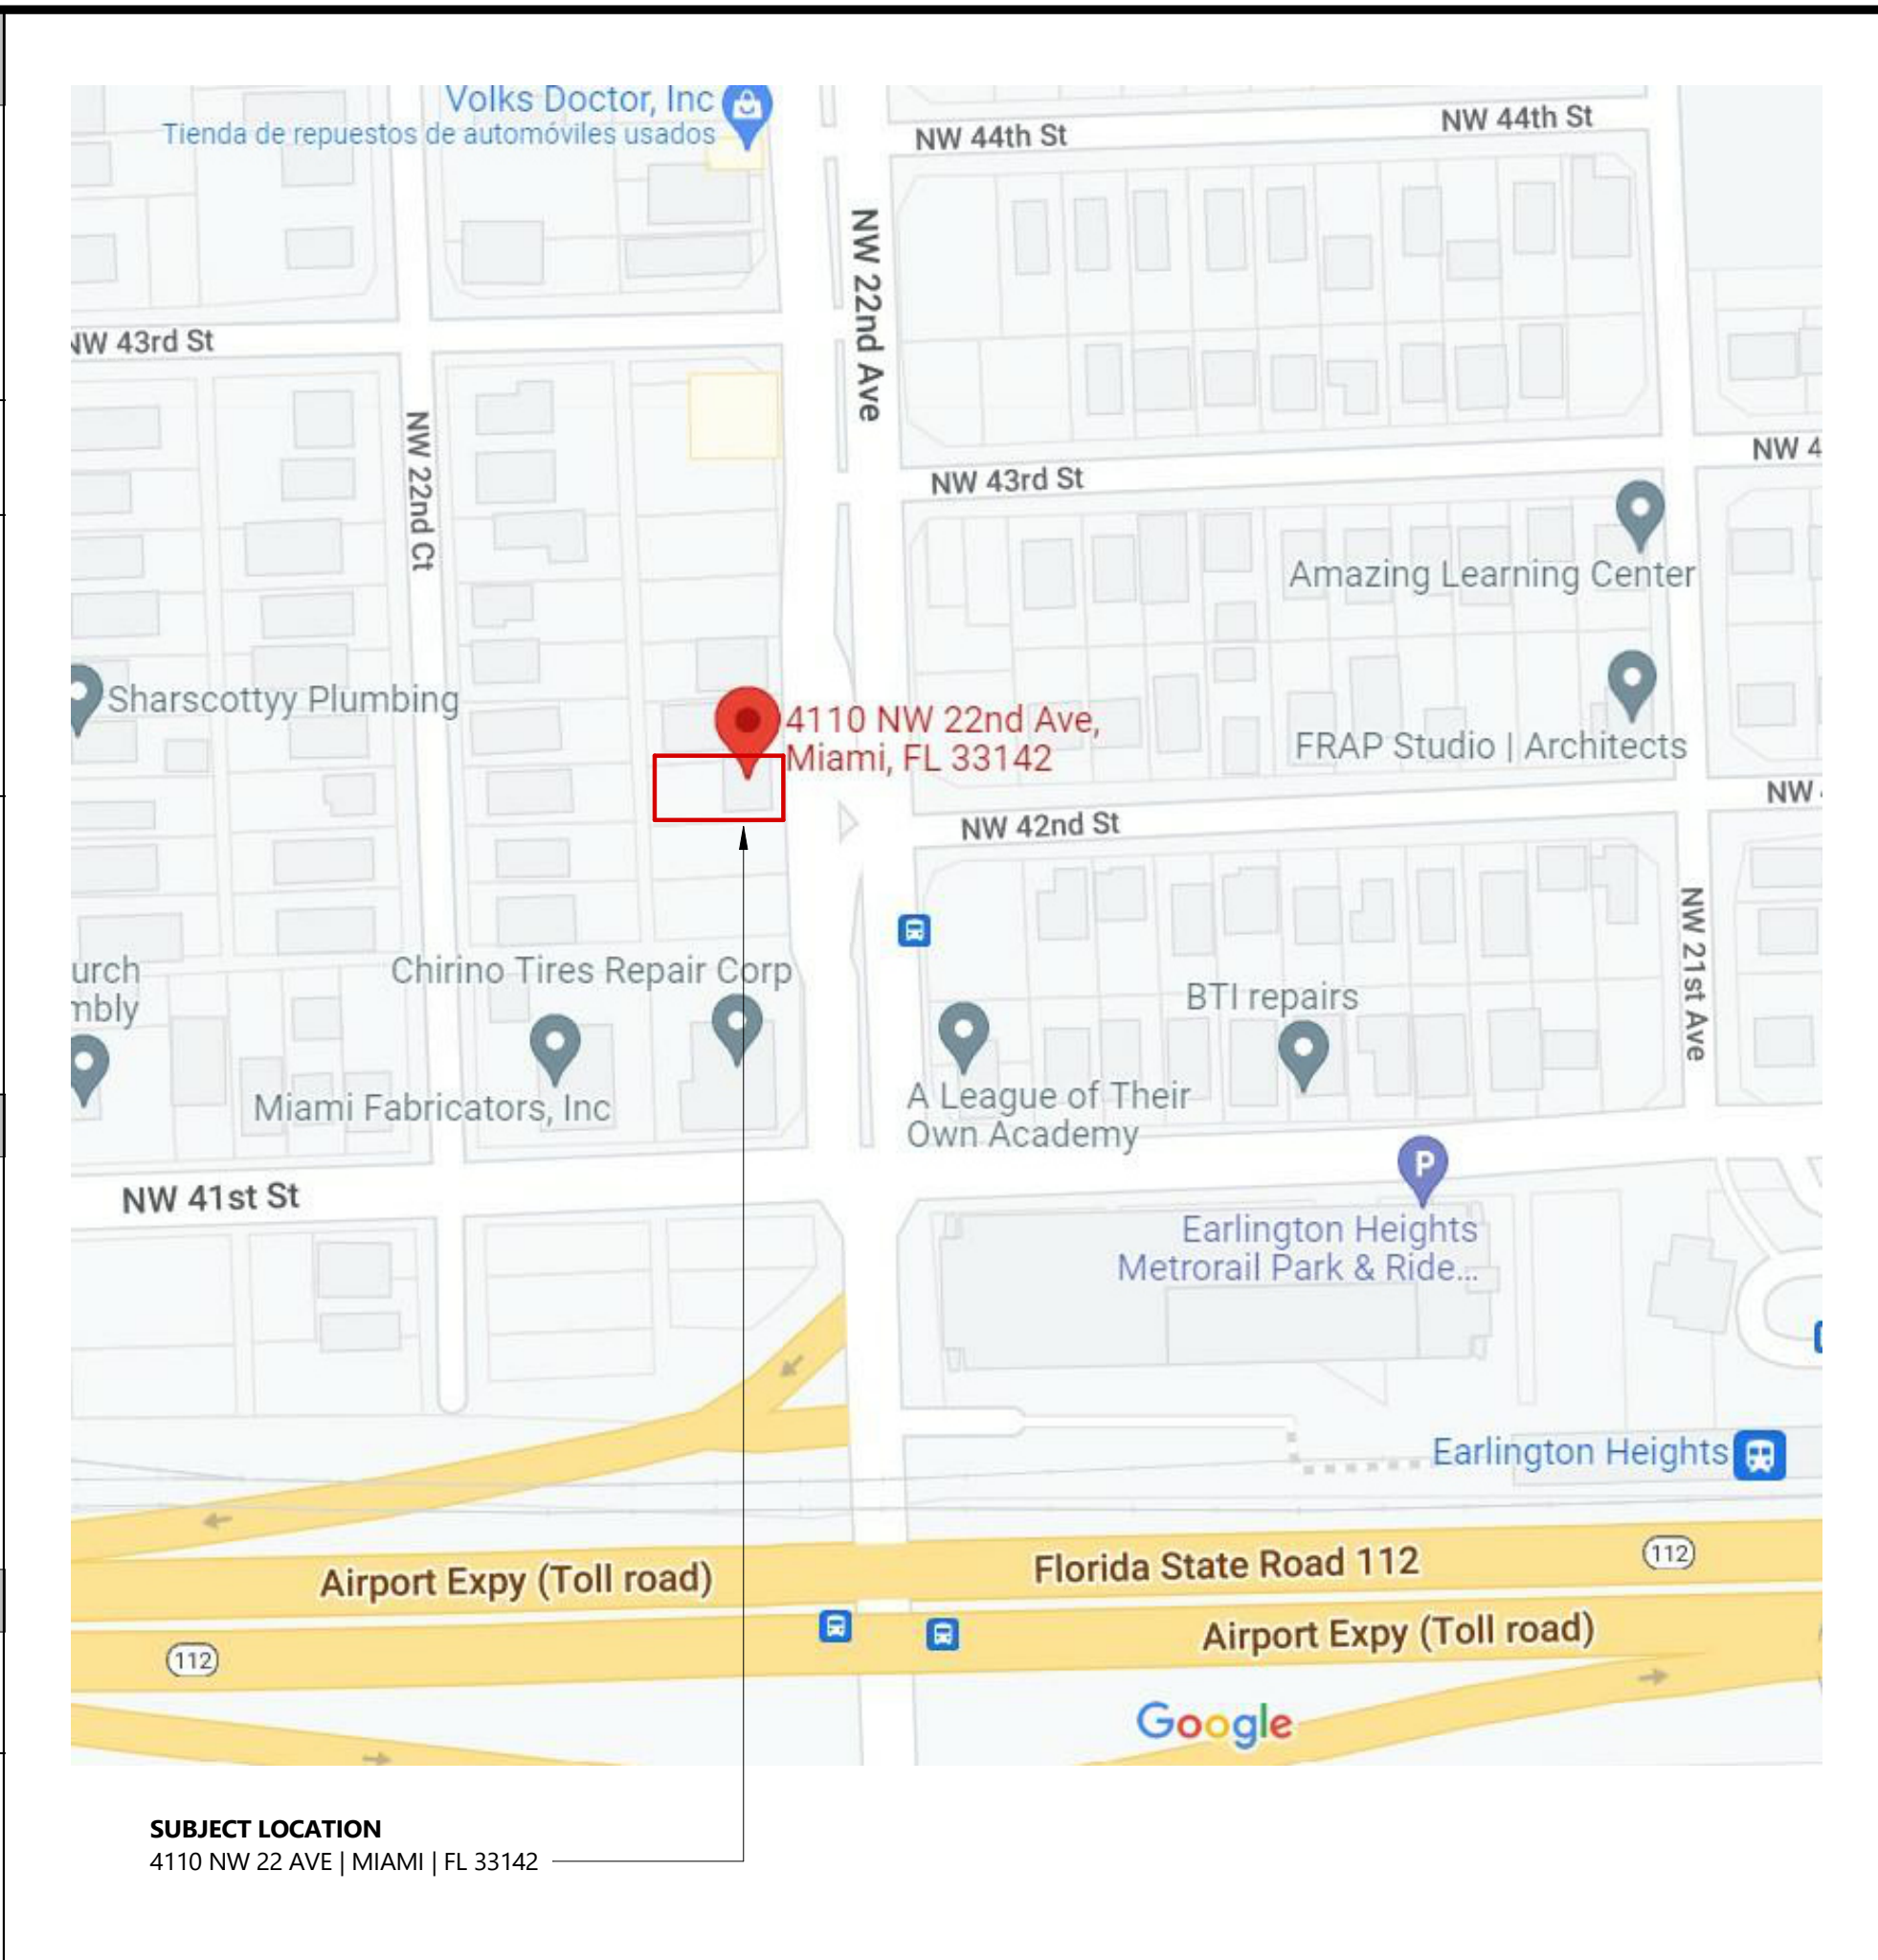 Volks Doctor, Inc
Tienda de repuestos de automóviles usados
NW 44th St
NW 44th St
NW 22nd Ave
NW 43rd St
NW 22nd Ct
NW 4
NW 43rd St
Amazing Learning Center
Sharscottyy Plumbing
4110 NW 22nd Ave,
Miami, FL 33142
FRAP Studio | Architects
NW
NW 42nd St
NW 21st Ave
urch
mbly
Chirino Tires Repair Corp
BTI repairs
Miami Fabricators, Inc
A League of Their
Own Academy
P
NW 41st St
Earlington Heights
Metrorail Park & Ride...
Earlington Heights
Airport Expy (Toll road)
Florida State Road 112
112
Airport Expy (Toll road)
112
Google
SUBJECT LOCATION
4110 NW 22 AVE | MIAMI | FL 33142